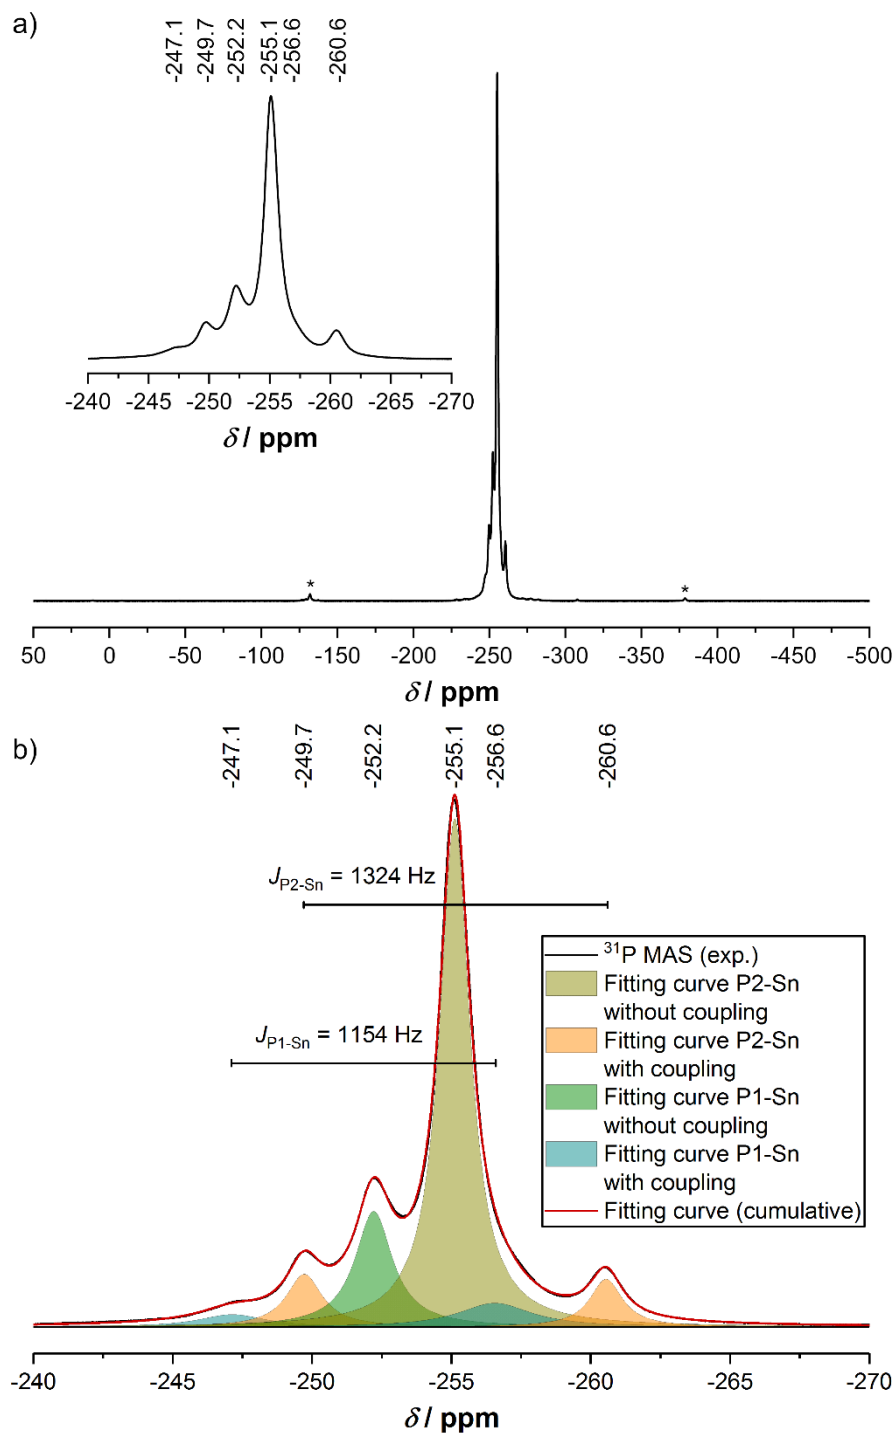 a)
-247.1
-249.7
-252.2
-255.1
-256.6
-260.6
-240 -245 -250 -255 -260 -265 -270
δ / ppm
*
*
50 0 -50 -100 -150 -200 -250 -300 -350 -400 -450 -500
δ / ppm
b)
-247.1
-249.7
-252.2
-255.1
-256.6
-260.6
JP2-Sn = 1324 Hz
JP1-Sn = 1154 Hz
31P MAS (exp.)
Fitting curve P2-Sn
without coupling
Fitting curve P2-Sn
with coupling
Fitting curve P1-Sn
without coupling
Fitting curve P1-Sn
with coupling
Fitting curve (cumulative)
-240 -245 -250 -255 -260 -265 -270
δ / ppm